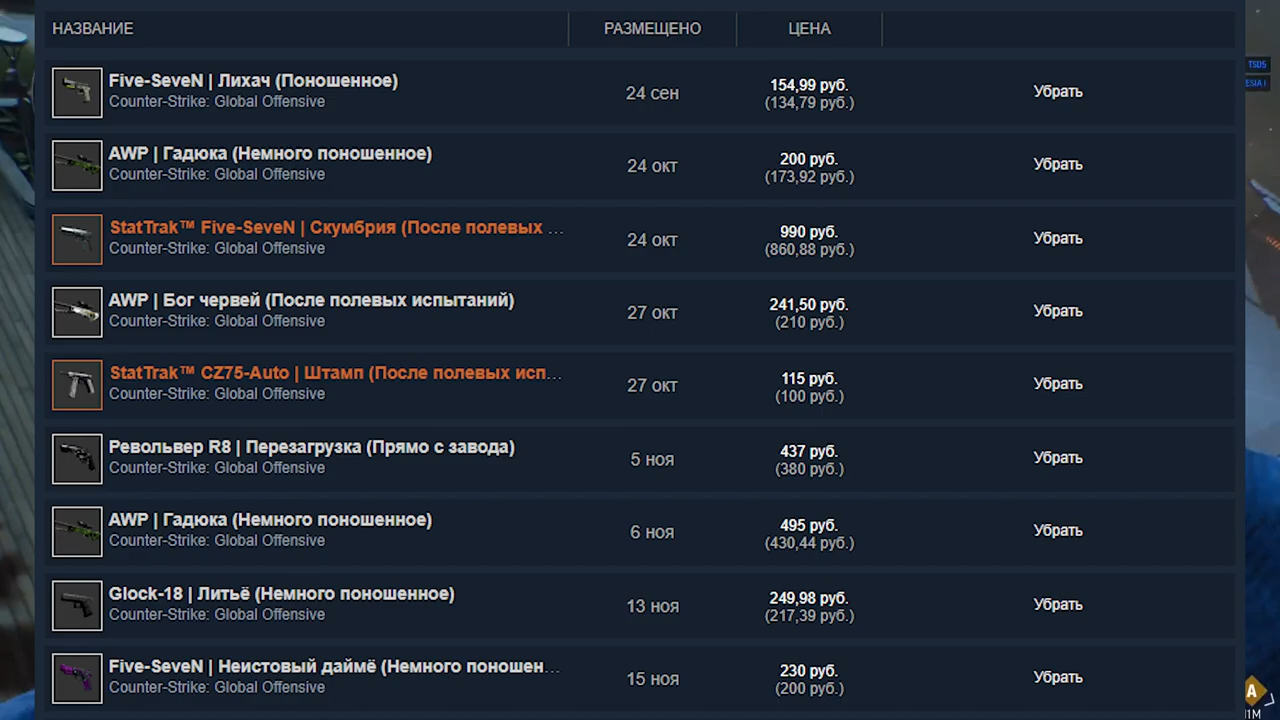 НАЗВАНИЕ РАЗМЕЩЕНО ЦЕНА
Five-SeveN | Лихач (Поношенное)
Counter-Strike: Global Offensive
24 сен
154,99 руб.
(134,79 руб.)
Убрать
AWP | Гадюка (Немного поношенное)
Counter-Strike: Global Offensive
24 окт
200 руб.
(173,92 руб.)
Убрать
StatTrak™ Five-SeveN | Скумбрия (После полевых ...
Counter-Strike: Global Offensive
24 окт
990 руб.
(860,88 руб.)
Убрать
AWP | Бог червей (После полевых испытаний)
Counter-Strike: Global Offensive
27 окт
241,50 руб.
(210 руб.)
Убрать
StatTrak™ CZ75-Auto | Штамп (После полевых исп...
Counter-Strike: Global Offensive
27 окт
115 руб.
(100 руб.)
Убрать
Револьвер R8 | Перезагрузка (Прямо с завода)
Counter-Strike: Global Offensive
5 ноя
437 руб.
(380 руб.)
Убрать
AWP | Гадюка (Немного поношенное)
Counter-Strike: Global Offensive
6 ноя
495 руб.
(430,44 руб.)
Убрать
Glock-18 | Литьё (Немного поношенное)
Counter-Strike: Global Offensive
13 ноя
249,98 руб.
(217,39 руб.)
Убрать
Five-SeveN | Неистовый даймё (Немного поношен...
Counter-Strike: Global Offensive
15 ноя
230 руб.
(200 руб.)
Убрать
A